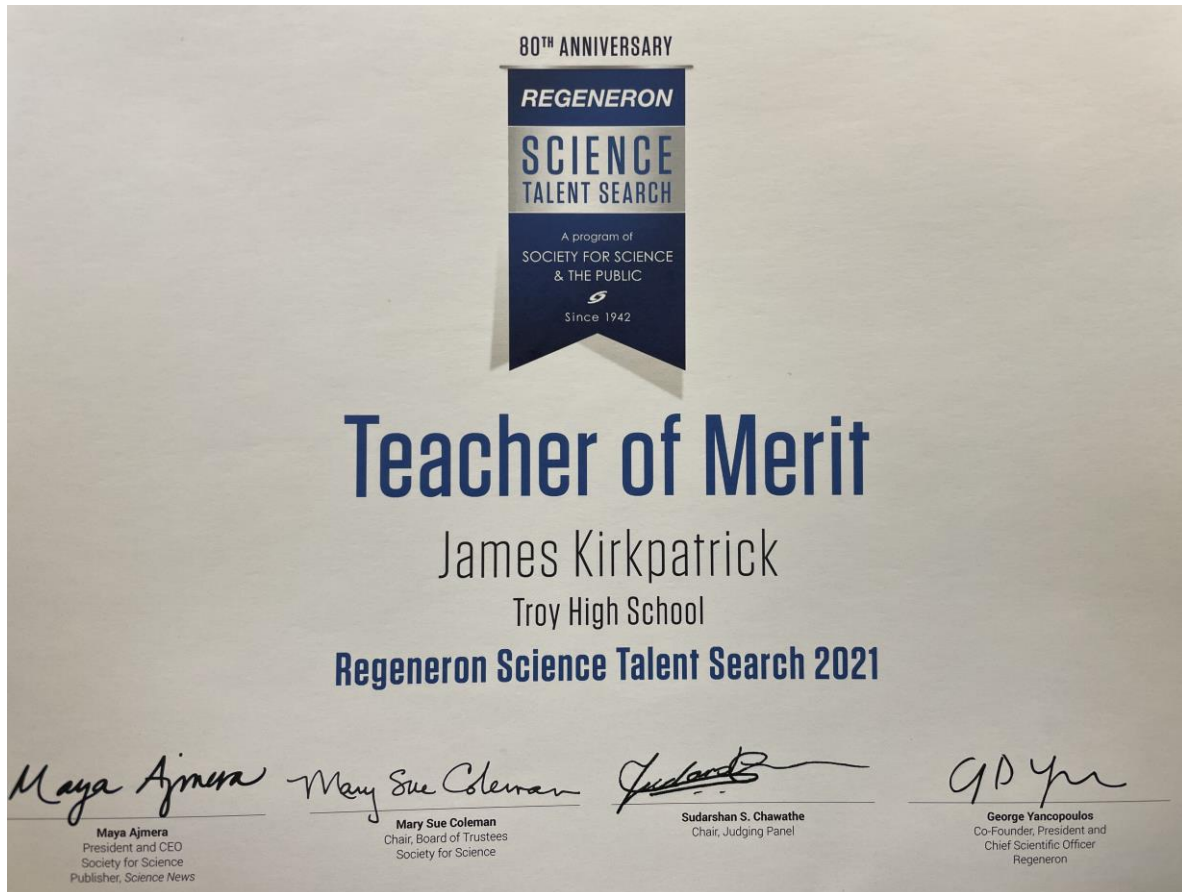 80TH ANNIVERSARY
REGENERON
SCIENCE
TALENT SEARCH
A program of
SOCIETY FOR SCIENCE
& THE PUBLIC
Since 1942
Teacher of Merit
James Kirkpatrick
Troy High School
Regeneron Science Talent Search 2021
Maya Ajmera
Mary Sue Coleman
Maya Ajmera
President and CEO
Society for Science
Publisher, Science News
Mary Sue Coleman
Chair, Board of Trustees
Society for Science
Sudarshan S. Chawathe
Chair, Judging Panel
George Yancopoulos
Co-Founder, President and
Chief Scientific Officer
Regeneron